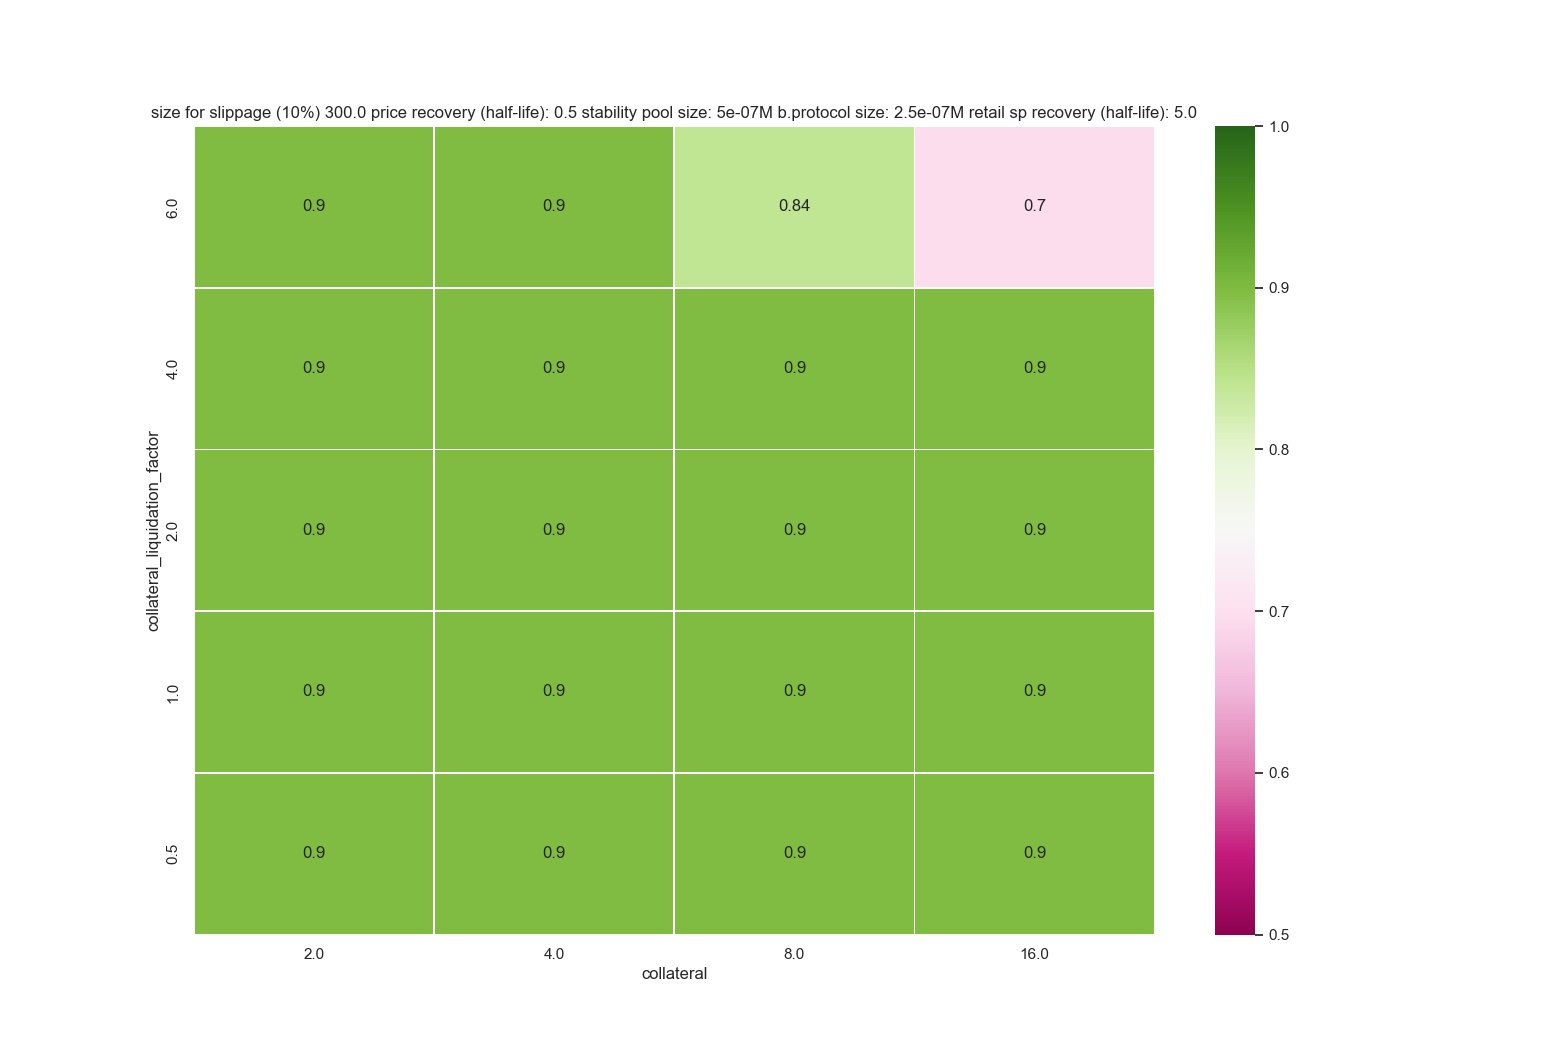 size for slippage (10%) 300.0 price recovery (half-life): 0.5 stability pool size: 5e-07M b.protocol size: 2.5e-07M retail sp recovery (half-life): 5.0
collateral_liquidation_factor
6.0 0.9 0.9 0.84 0.7
4.0 0.9 0.9 0.9 0.9
2.0 0.9 0.9 0.9 0.9
1.0 0.9 0.9 0.9 0.9
0.5 0.9 0.9 0.9 0.9
2.0 4.0 8.0 16.0
collateral
1.0
0.9
0.8
0.7
0.6
0.5